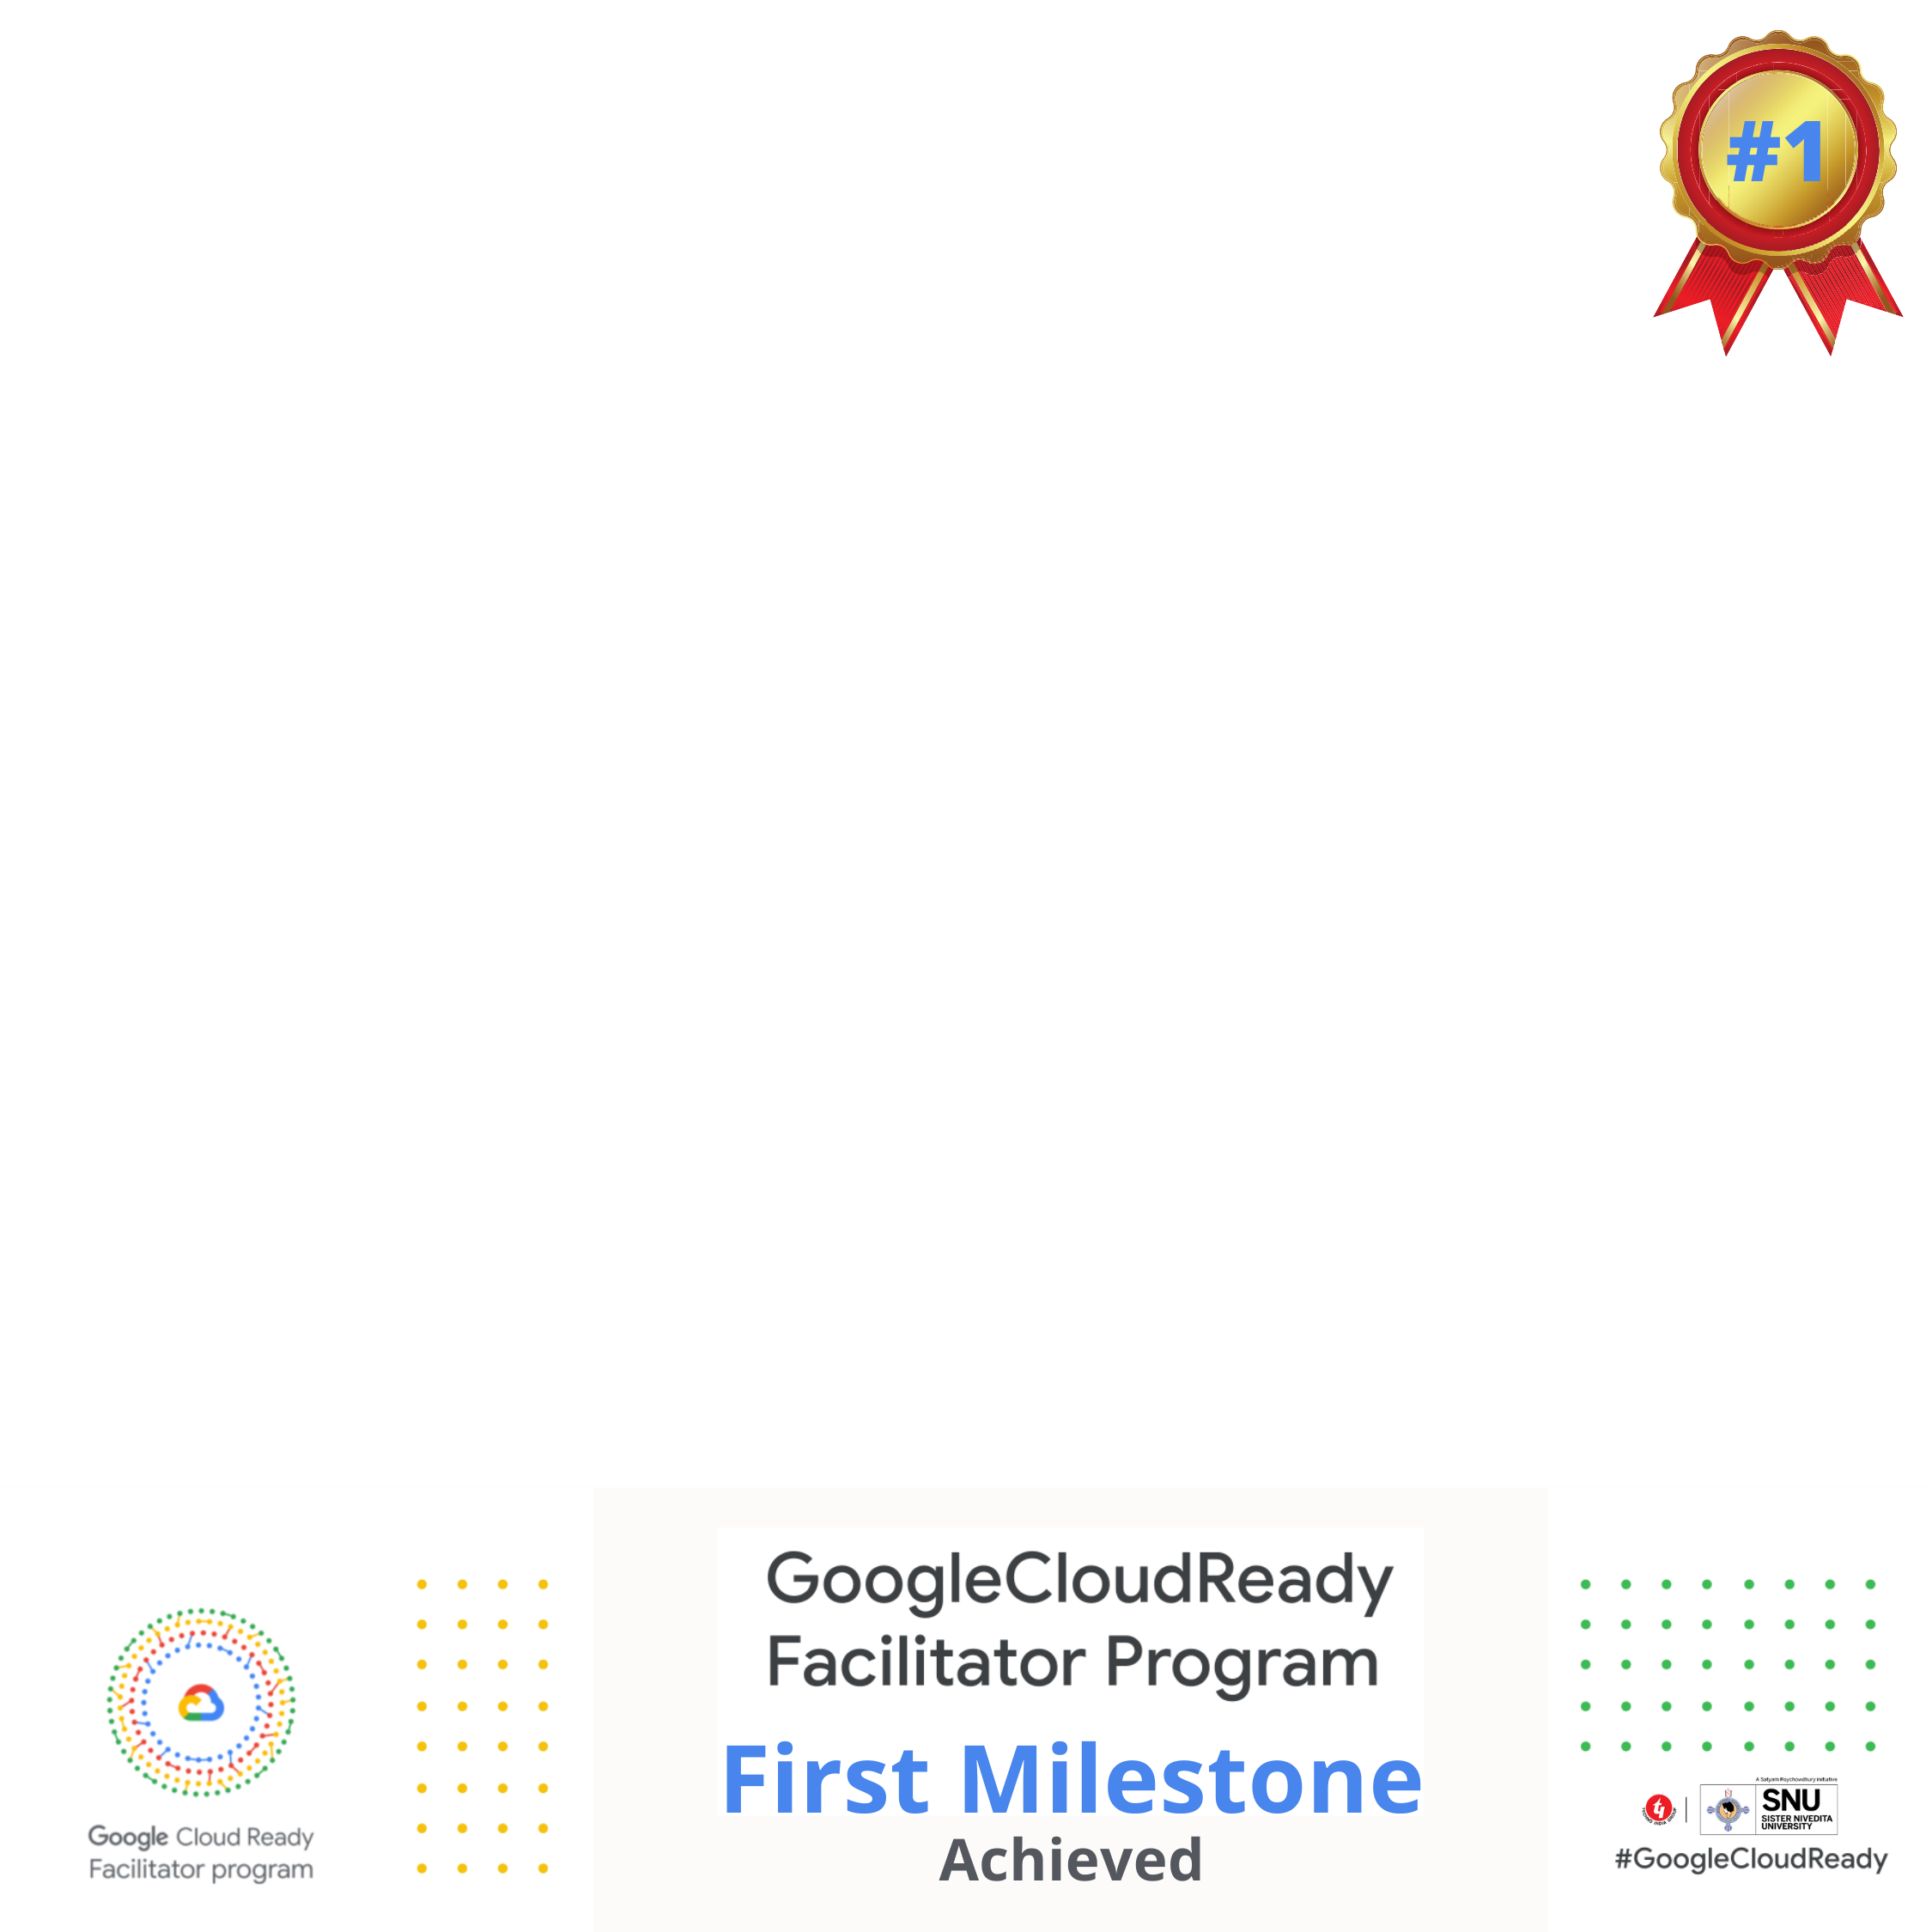 #1
GoogleCloudReady
Facilitator Program
First Milestone
Achieved
Google Cloud Ready
Facilitator program
A Satyam Roychowdhury Initiative
SNU
SISTER NIVEDITA
UNIVERSITY
#GoogleCloudReady